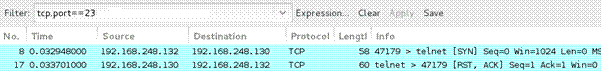 Filter: tcp.port==23 Expression... Clear Apply Save
No. Time Source Destination Protocol Lengtl Info
8 0.032948000 192.168.248.132 192.168.248.130 TCP 58 47179 > telnet [SYN] Seq=0 Win=1024 Len=0 MS
17 0.033701000 192.168.248.130 192.168.248.132 TCP 60 telnet > 47179 [RST, ACK] Seq=1 Ack=1 Win=0